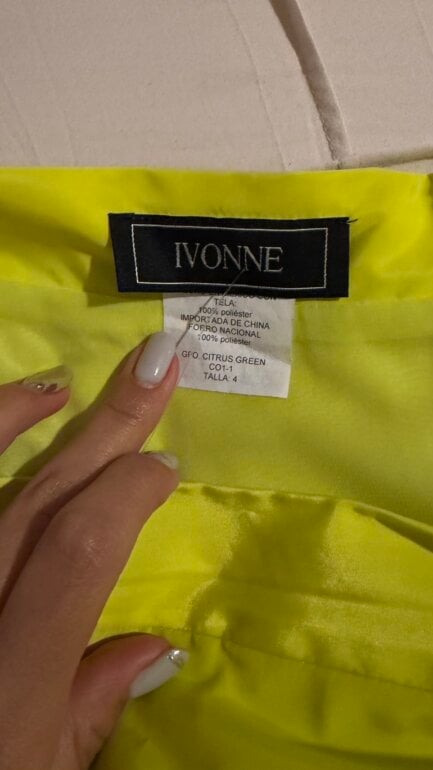 IVONNE
TELA:
100% poliéster
IMPORTADA DE CHINA
FORRO NACIONAL
100% poliéster
GFO. CITRUS GREEN
CO1-1
TALLA: 4